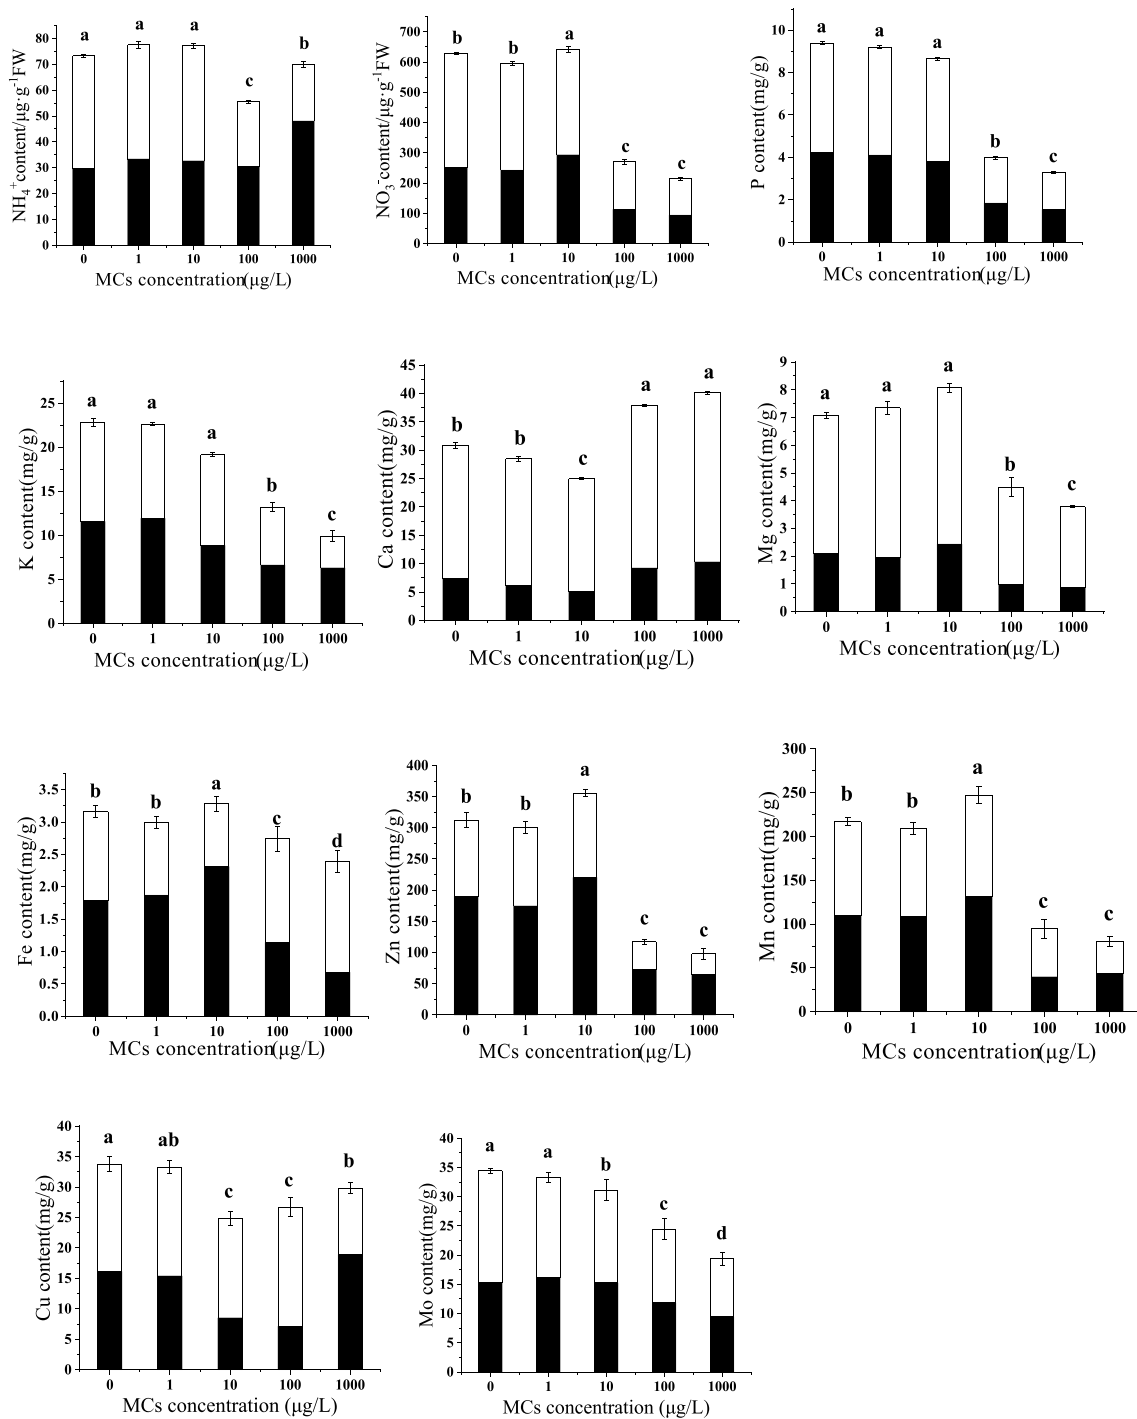 NH₄⁺content/μg·g⁻¹FW
80
70
60
50
40
30
20
10
0
a
a
a
c
b
0 1 10 100 1000
MCs concentration(μg/L)
NO₃⁻content/μg·g⁻¹FW
700
600
500
400
300
200
100
0
b
b
a
c
c
0 1 10 100 1000
MCs concentration(μg/L)
P content(mg/g)
10
8
6
4
2
0
a
a
a
b
c
0 1 10 100 1000
MCs concentration(μg/L)
K content(mg/g)
25
20
15
10
5
0
a
a
a
b
c
0 1 10 100 1000
MCs concentration(μg/L)
Ca content(mg/g)
45
40
35
30
25
20
15
10
5
0
b
b
c
a
a
0 1 10 100 1000
MCs concentration(μg/L)
Mg content(mg/g)
9
8
7
6
5
4
3
2
1
0
a
a
a
b
c
0 1 10 100 1000
MCs concentration(μg/L)
Fe content(mg/g)
3.5
3.0
2.5
2.0
1.5
1.0
0.5
0.0
b
b
a
c
d
0 1 10 100 1000
MCs concentration(μg/L)
Zn content(mg/g)
400
350
300
250
200
150
100
50
0
b
b
a
c
c
0 1 10 100 1000
MCs concentration(μg/L)
Mn content(mg/g)
300
250
200
150
100
50
0
b
b
a
c
c
0 1 10 100 1000
MCs concentration(μg/L)
Cu content(mg/g)
40
35
30
25
20
15
10
5
0
a
ab
c
c
b
0 1 10 100 1000
MCs concentration (μg/L)
Mo content(mg/g)
40
35
30
25
20
15
10
5
0
a
a
b
c
d
0 1 10 100 1000
MCs concentration (μg/L)